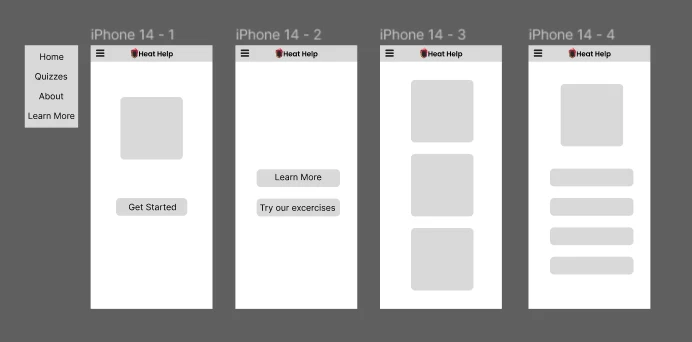 iPhone 14 - 1
iPhone 14 - 2
iPhone 14 - 3
iPhone 14 - 4
Home
Quizzes
About
Learn More
Heat Help
Get Started
Heat Help
Learn More
Try our excercises
Heat Help
Heat Help